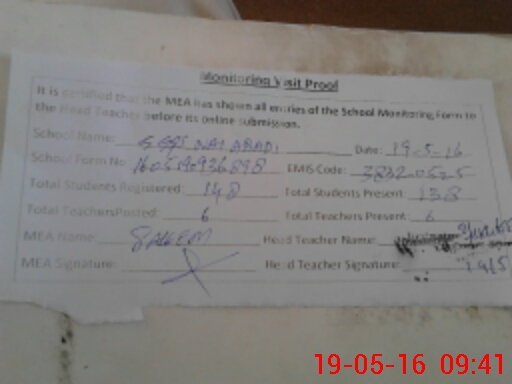 Monitoring Visit Proof
It is certified that the MEA has shown all entries of the School Monitoring Form to
the Head Teacher before its online submission.
School Name: GGPS NAI ABADI Date: 19-5-16
School Form No: EMIS Code:
Total Students Registered: 148 Total Students Present: 138
Total TeachersPosted: 6 Total Teachers Present: 6
MEA Name: SALEEM Head Teacher Name:
MEA Signature: Head Teacher Signature:
19-05-16 09:41